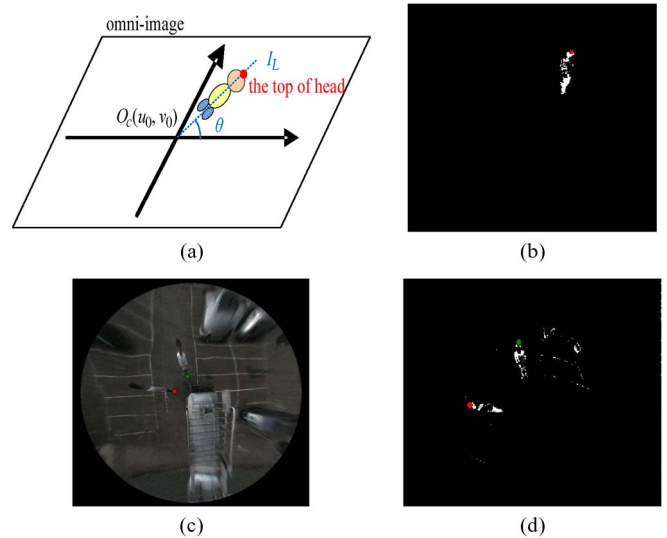 omni-image
I_L
the top of head
O_c(u_0, v_0)
θ
(a)
(b)
(c)
(d)